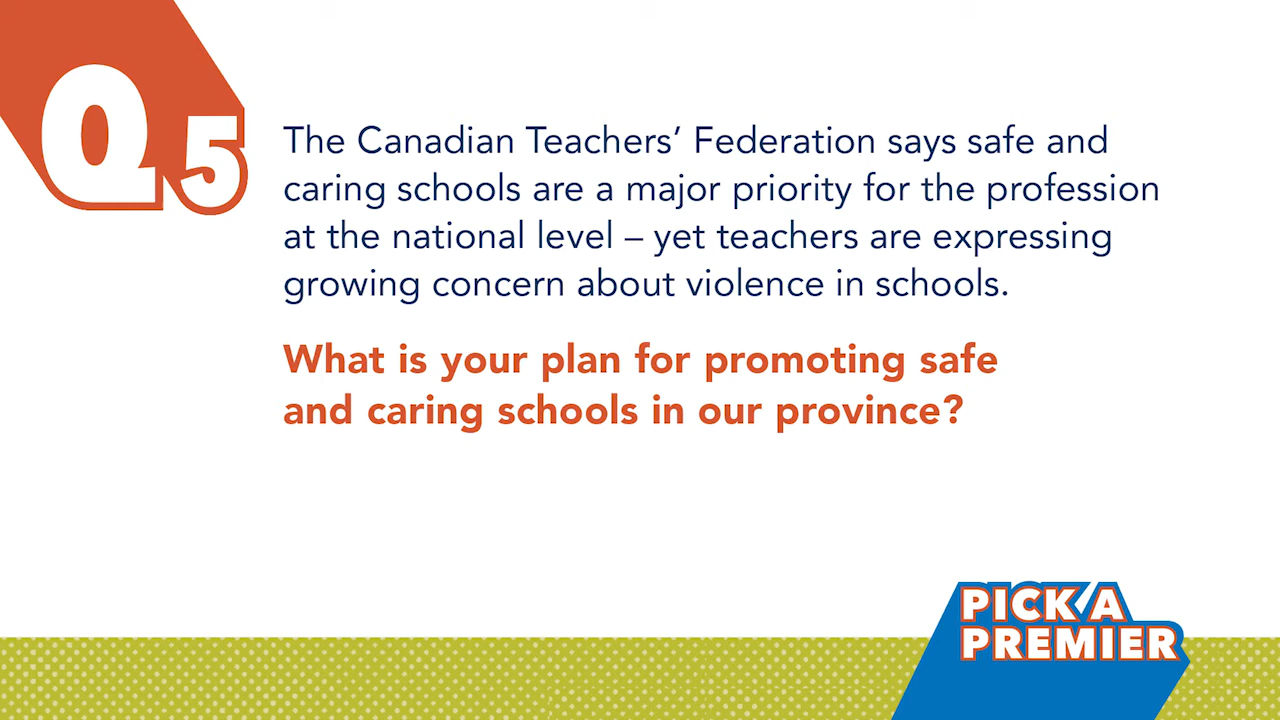 Q5
The Canadian Teachers’ Federation says safe and
caring schools are a major priority for the profession
at the national level – yet teachers are expressing
growing concern about violence in schools.
What is your plan for promoting safe
and caring schools in our province?
PICK A
PREMIER